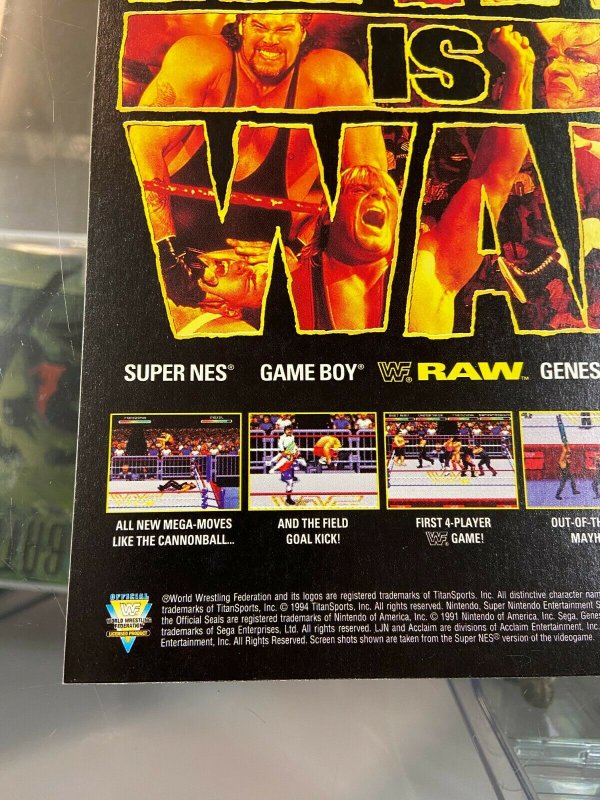 IS
WA
SUPER NES® GAME BOY® WF RAW™ GENES
ALL NEW MEGA-MOVES
LIKE THE CANNONBALL...
AND THE FIELD
GOAL KICK!
FIRST 4-PLAYER
WF GAME!
OUT-OF-TH
MAYH
OFFICIAL
WF
WORLD WRESTLING
FEDERATION
LICENSED PRODUCT
®World Wrestling Federation and its logos are registered trademarks of TitanSports, Inc. All distinctive character nam
trademarks of TitanSports, Inc. © 1994 TitanSports, Inc. All rights reserved. Nintendo, Super Nintendo Entertainment S
the Official Seals are registered trademarks of Nintendo of America, Inc. © 1991 Nintendo of America, Inc. Sega, Genes
trademarks of Sega Enterprises, Ltd. All rights reserved. LJN and Acclaim are divisions of Acclaim Entertainment, Inc.
Entertainment, Inc. All Rights Reserved. Screen shots shown are taken from the Super NES® version of the videogame.